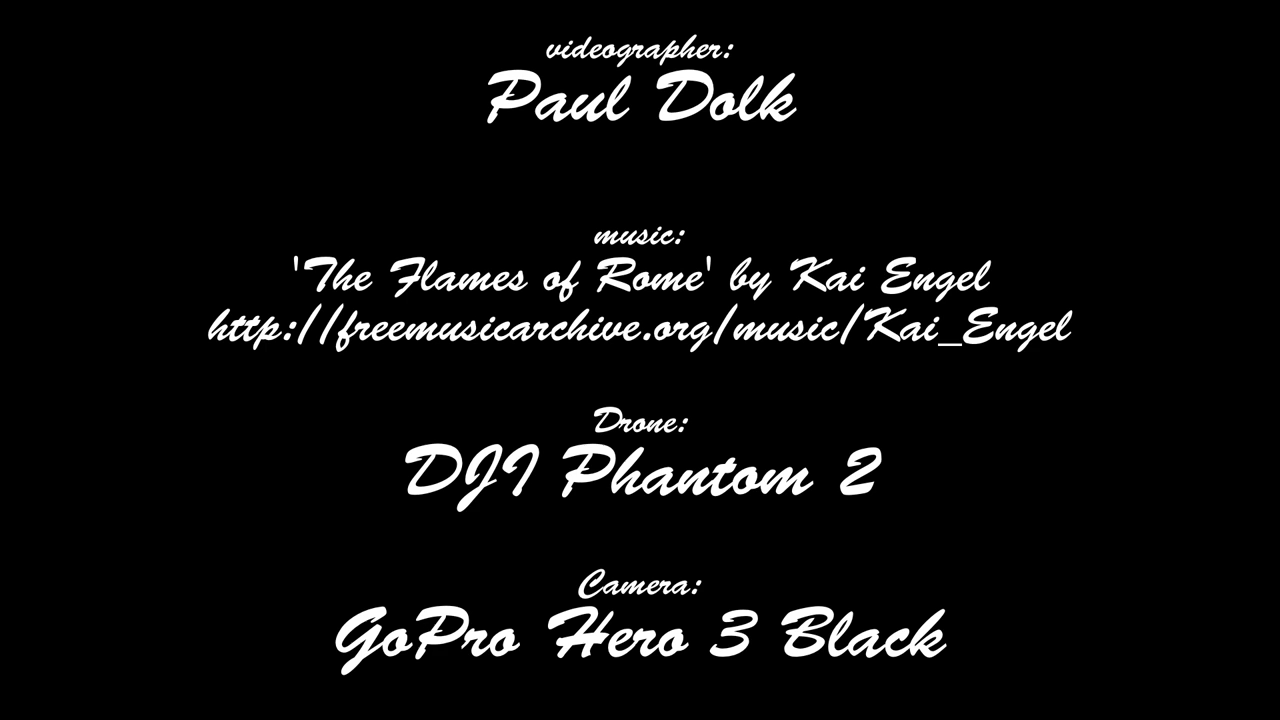 videographer:
Paul Dolk
music:
'The Flames of Rome' by Kai Engel
http://freemusicarchive.org/music/Kai_Engel
Drone:
DJI Phantom 2
Camera:
GoPro Hero 3 Black